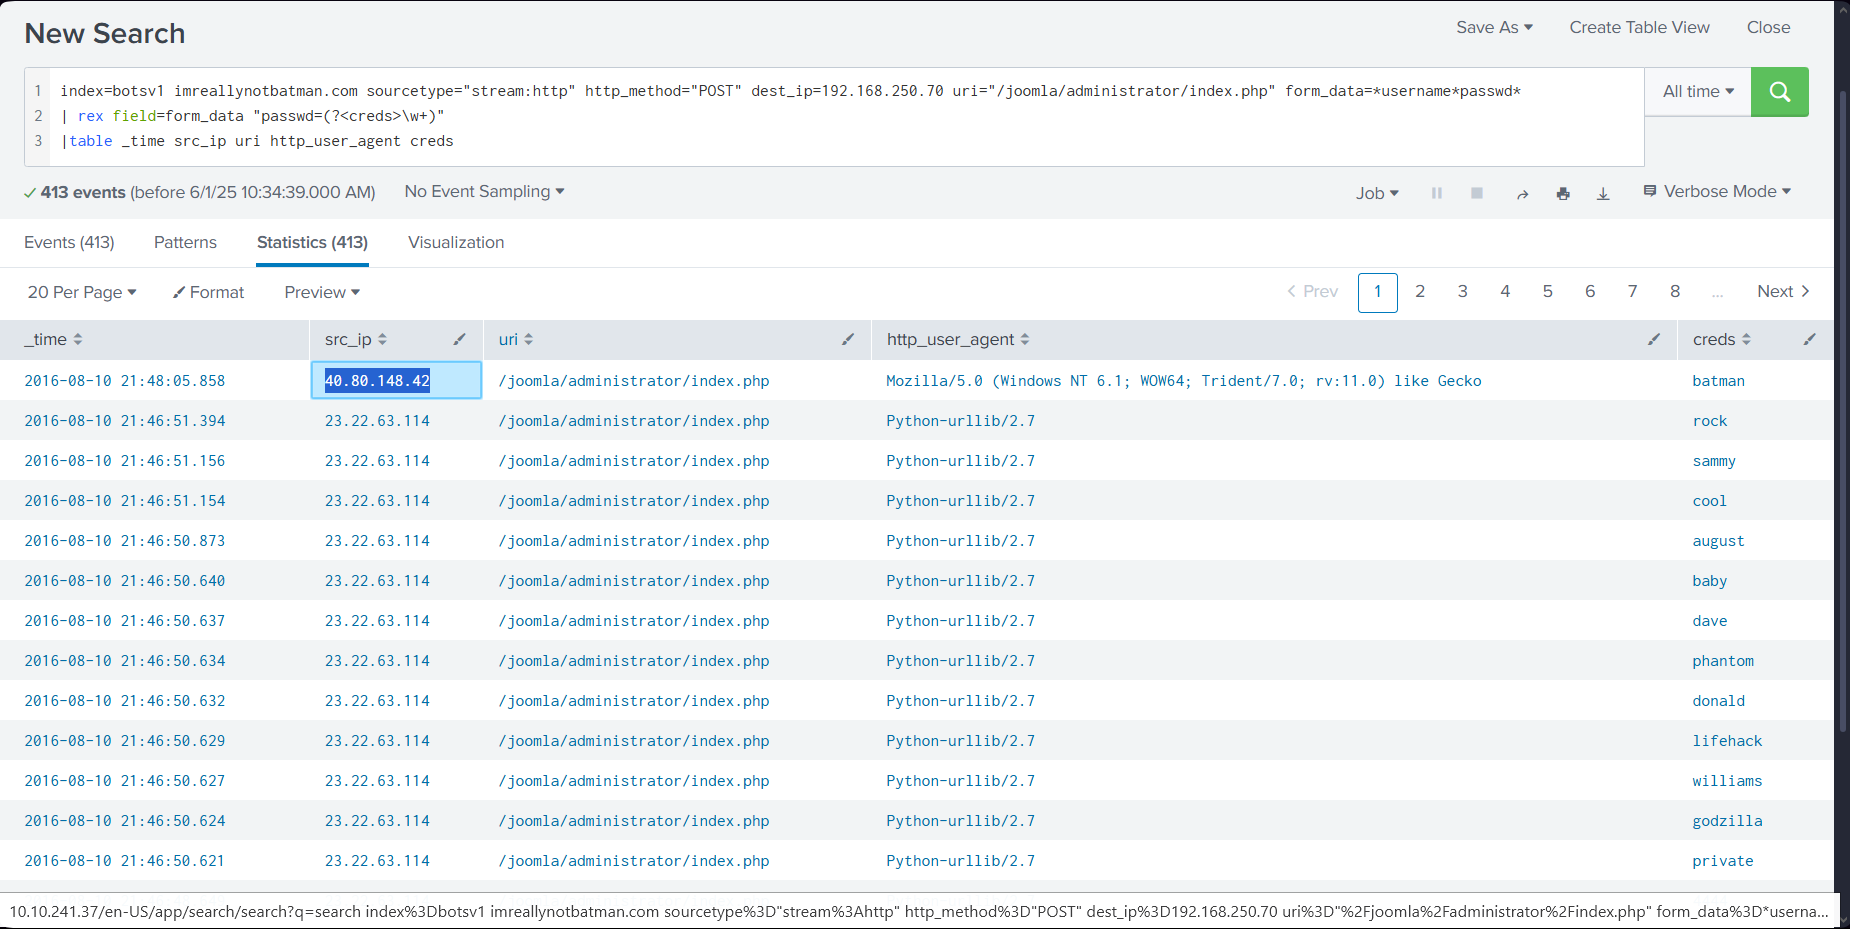 New Search
Save As Create Table View Close
1 index=botsv1 imreallynotbatman.com sourcetype="stream:http" http_method="POST" dest_ip=192.168.250.70 uri="/joomla/administrator/index.php" form_data=*username*passwd*
2 | rex field=form_data "passwd=(?<creds>\w+)"
3 |table _time src_ip uri http_user_agent creds
All time
413 events (before 6/1/25 10:34:39.000 AM) No Event Sampling
Job Verbose Mode
Events (413) Patterns Statistics (413) Visualization
20 Per Page Format Preview
Prev 1 2 3 4 5 6 7 8 ... Next
_time src_ip uri http_user_agent creds
2016-08-10 21:48:05.858 40.80.148.42 /joomla/administrator/index.php Mozilla/5.0 (Windows NT 6.1; WOW64; Trident/7.0; rv:11.0) like Gecko batman
2016-08-10 21:46:51.394 23.22.63.114 /joomla/administrator/index.php Python-urllib/2.7 rock
2016-08-10 21:46:51.156 23.22.63.114 /joomla/administrator/index.php Python-urllib/2.7 sammy
2016-08-10 21:46:51.154 23.22.63.114 /joomla/administrator/index.php Python-urllib/2.7 cool
2016-08-10 21:46:50.873 23.22.63.114 /joomla/administrator/index.php Python-urllib/2.7 august
2016-08-10 21:46:50.640 23.22.63.114 /joomla/administrator/index.php Python-urllib/2.7 baby
2016-08-10 21:46:50.637 23.22.63.114 /joomla/administrator/index.php Python-urllib/2.7 dave
2016-08-10 21:46:50.634 23.22.63.114 /joomla/administrator/index.php Python-urllib/2.7 phantom
2016-08-10 21:46:50.632 23.22.63.114 /joomla/administrator/index.php Python-urllib/2.7 donald
2016-08-10 21:46:50.629 23.22.63.114 /joomla/administrator/index.php Python-urllib/2.7 lifehack
2016-08-10 21:46:50.627 23.22.63.114 /joomla/administrator/index.php Python-urllib/2.7 williams
2016-08-10 21:46:50.624 23.22.63.114 /joomla/administrator/index.php Python-urllib/2.7 godzilla
2016-08-10 21:46:50.621 23.22.63.114 /joomla/administrator/index.php Python-urllib/2.7 private
10.10.241.37/en-US/app/search/search?q=search index%3Dbotsv1 imreallynotbatman.com sourcetype%3D"stream%3Ahttp" http_method%3D"POST" dest_ip%3D192.168.250.70 uri%3D"%2Fjoomla%2Fadministrator%2Findex.php" form_data%3D*userna...